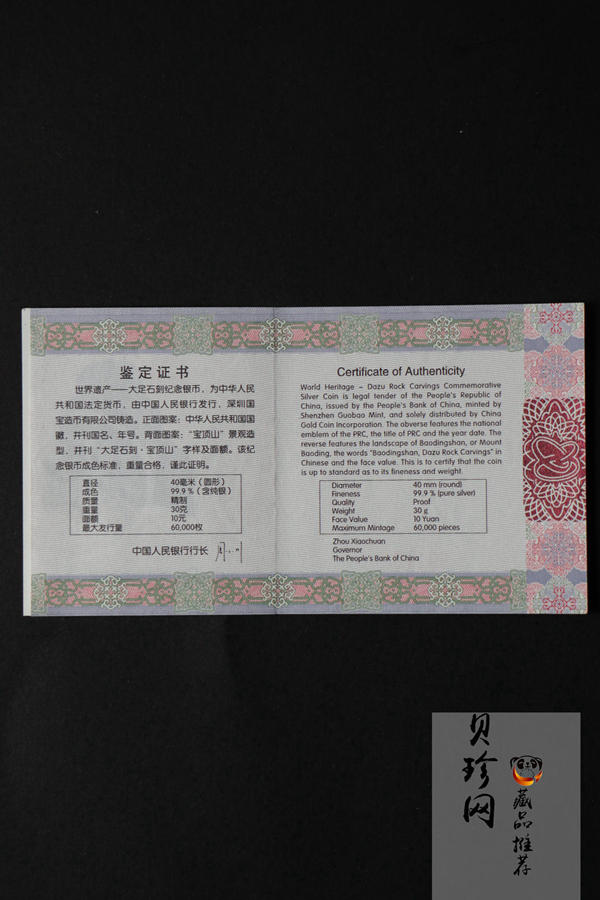 鉴定证书
世界遗产——大足石刻纪念银币，为中华人民
共和国法定货币，由中国人民银行发行，深圳国
宝造币有限公司铸造。正面图案：中华人民共和国国
徽，并刊国名、年号。背面图案：“宝顶山”景观造
型，并刊“大足石刻·宝顶山”字样及面额。该纪
念银币成色标准，重量合格，谨此证明。
直径 40毫米（圆形）
成色 99.9％（含纯银）
质量 精制
重量 30克
面额 10元
最大发行量 60,000枚
中国人民银行行长
Certificate of Authenticity
World Heritage – Dazu Rock Carvings Commemorative
Silver Coin is legal tender of the People's Republic of
China, issued by the People's Bank of China, minted by
Shenzhen Guobao Mint, and solely distributed by China
Gold Coin Incorporation. The obverse features the national
emblem of the PRC, the title of PRC and the year date. The
reverse features the landscape of Baodingshan, or Mount
Baoding, the words "Baodingshan, Dazu Rock Carvings" in
Chinese and the face value. This is to certify that the coin
is up to standard as to its fineness and weight.
Diameter 40 mm (round)
Fineness 99.9 % (pure silver)
Quality Proof
Weight 30 g
Face Value 10 Yuan
Maximum Mintage 60,000 pieces
Zhou Xiaochuan
Governor
The People's Bank of China
贝珍网
藏品推荐